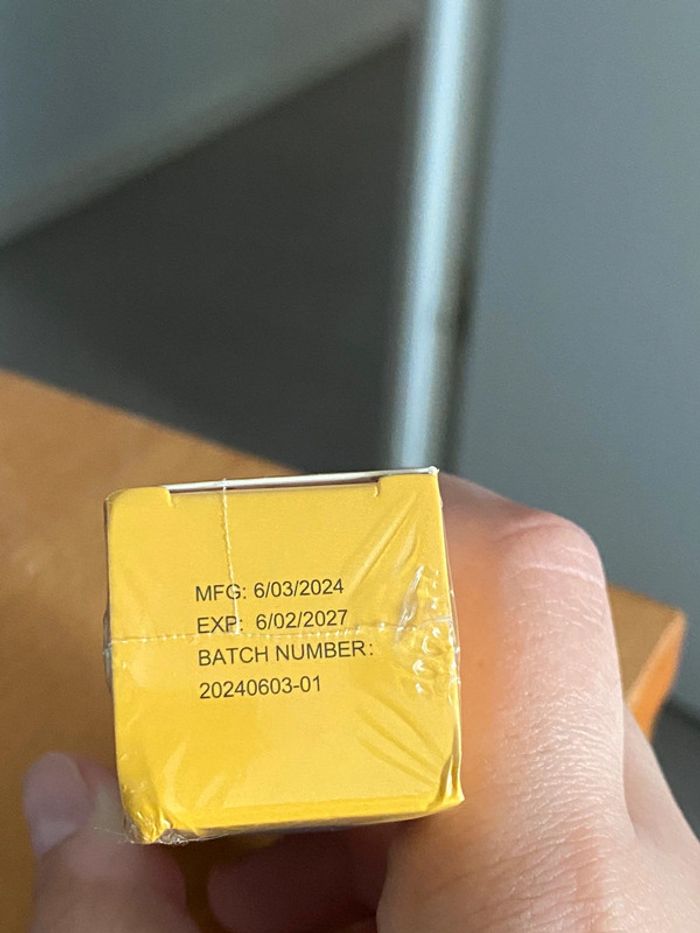 MFG: 6/03/2024
EXP: 6/02/2027
BATCH NUMBER:
20240603-01